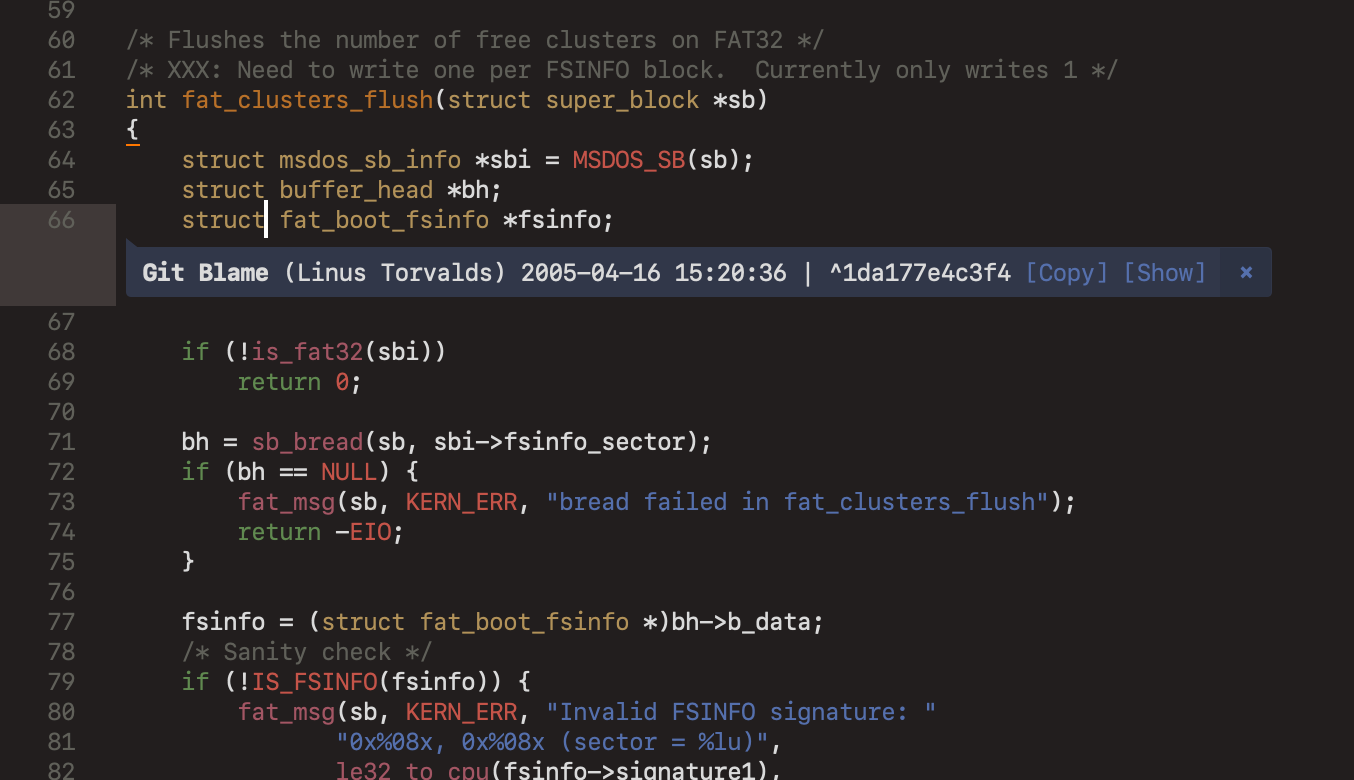 59
60 /* Flushes the number of free clusters on FAT32 */
61 /* XXX: Need to write one per FSINFO block.  Currently only writes 1 */
62 int fat_clusters_flush(struct super_block *sb)
63 {
64     struct msdos_sb_info *sbi = MSDOS_SB(sb);
65     struct buffer_head *bh;
66     struct fat_boot_fsinfo *fsinfo;
Git Blame (Linus Torvalds) 2005-04-16 15:20:36 | ^1da177e4c3f4 [Copy] [Show] ×
67
68     if (!is_fat32(sbi))
69         return 0;
70
71     bh = sb_bread(sb, sbi->fsinfo_sector);
72     if (bh == NULL) {
73         fat_msg(sb, KERN_ERR, "bread failed in fat_clusters_flush");
74         return -EIO;
75     }
76
77     fsinfo = (struct fat_boot_fsinfo *)bh->b_data;
78     /* Sanity check */
79     if (!IS_FSINFO(fsinfo)) {
80         fat_msg(sb, KERN_ERR, "Invalid FSINFO signature: "
81                "0x%08x, 0x%08x (sector = %lu)",
82                le32_to_cpu(fsinfo->signature1),